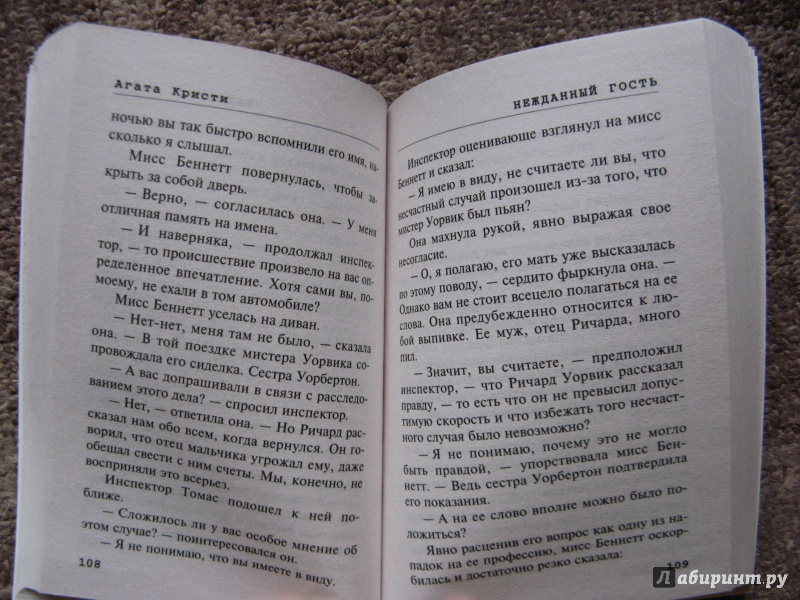 Агата Кристи
ночью вы так быстро вспомнили его имя, на-
сколько я слышал.
Мисс Беннетт повернулась, чтобы за-
крыть за собой дверь.
— Верно, — согласилась она. — У меня
отличная память на имена.
— И наверняка, — продолжал инспек-
тор, — то происшествие произвело на вас оп-
ределенное впечатление. Хотя сами вы, по-
моему, не ехали в том автомобиле?
Мисс Беннетт уселась на диван.
— Нет-нет, меня там не было, — сказала
она. — В той поездке мистера Уорвика со-
провождала его сиделка. Сестра Уорбертон.
— А вас допрашивали в связи с расследо-
ванием этого дела? — спросил инспектор.
— Нет, — ответила она. — Но Ричард рас-
сказал нам обо всем, когда вернулся. Он го-
ворил, что отец мальчика угрожал ему, даже
обещал свести с ним счеты. Мы, конечно, не
восприняли это всерьез.
Инспектор Томас подошел к ней по-
ближе.
— Сложилось ли у вас особое мнение об
этом случае? — поинтересовался он.
— Я не понимаю, что вы имеете в виду.
108
НЕЖДАННЫЙ ГОСТЬ
Инспектор оценивающе взглянул на мисс
Беннетт и сказал:
— Я имею в виду, не считаете ли вы, что
несчастный случай произошел из-за того, что
мистер Уорвик был пьян?
Она махнула рукой, явно выражая свое
несогласие.
— О, я полагаю, его мать уже высказалась
по этому поводу, — сердито фыркнула она. —
Однако вам не стоит всецело полагаться на ее
слова. Она предубежденно относится к лю-
бой выпивке. Ее муж, отец Ричарда, много
пил.
— Значит, вы считаете, — предположил
инспектор, — что Ричард Уорвик рассказал
правду, — то есть что он не превысил допус-
тимую скорость и что избежать того несчаст-
ного случая было невозможно?
— Я не понимаю, почему это не могло
быть правдой, — упорствовала мисс Бен-
нетт. — Ведь сестра Уорбертон подтвердила
его показания.
— А на ее слово вполне можно было по-
ложиться?
Явно расценив его вопрос как одну из на-
падок на ее профессию, мисс Беннетт оскор-
билась и достаточно резко сказала:
109
Лабиринт.ру